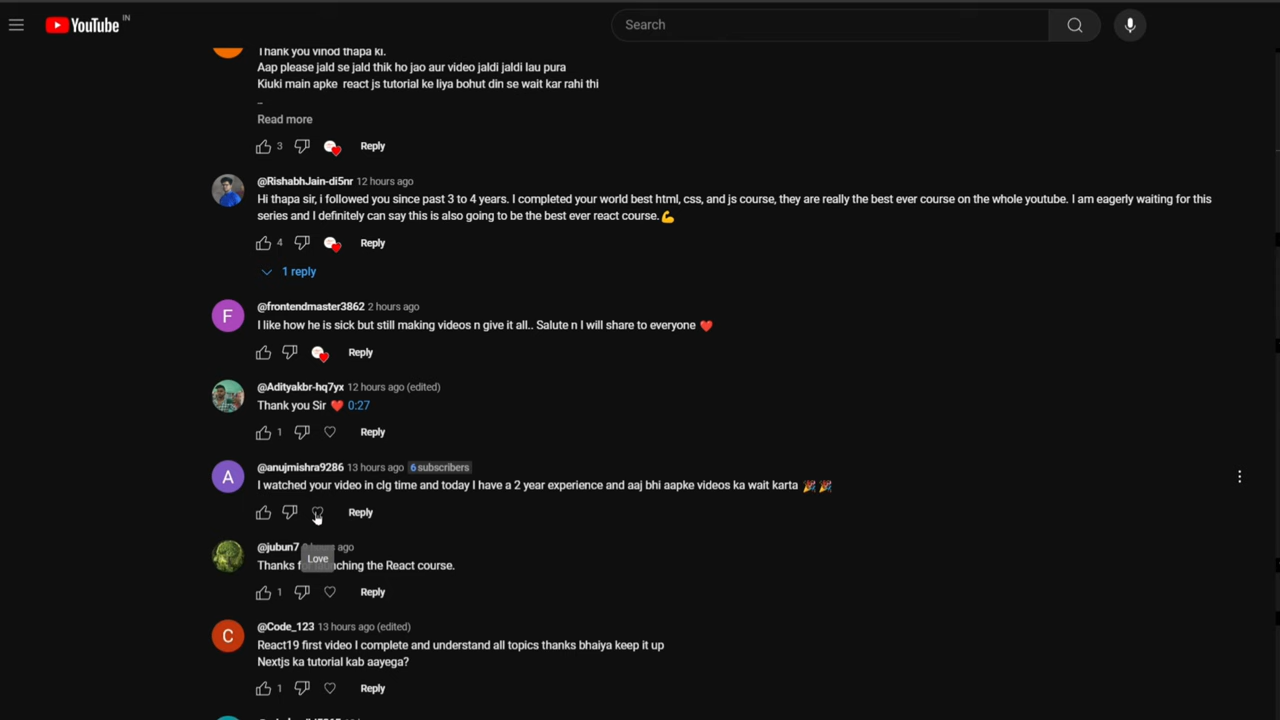 YouTube IN
Search
Thank you vinod thapa ki.
Aap please jald se jald thik ho jao aur video jaldi jaldi lau pura
Kiuki main apke react js tutorial ke liya bohut din se wait kar rahi thi
_
Read more
3 Reply
@RishabhJain-di5nr 12 hours ago
Hi thapa sir, i followed you since past 3 to 4 years. I completed your world best html, css, and js course, they are really the best ever course on the whole youtube. I am eagerly waiting for this
series and I definitely can say this is also going to be the best ever react course.💪
4 Reply
1 reply
F @frontendmaster3862 2 hours ago
I like how he is sick but still making videos n give it all.. Salute n I will share to everyone ❤️
Reply
@Adityakbr-hq7yx 12 hours ago (edited)
Thank you Sir ❤️ 0:27
1 Reply
A @anujmishra9286 13 hours ago 6 subscribers
I watched your video in clg time and today I have a 2 year experience and aaj bhi aapke videos ka wait karta 🎉 🎉
Reply
@jubun7 ago
Love
Thanks ching the React course.
1 Reply
C @Code_123 13 hours ago (edited)
React19 first video I complete and understand all topics thanks bhaiya keep it up
Nextjs ka tutorial kab aayega?
1 Reply